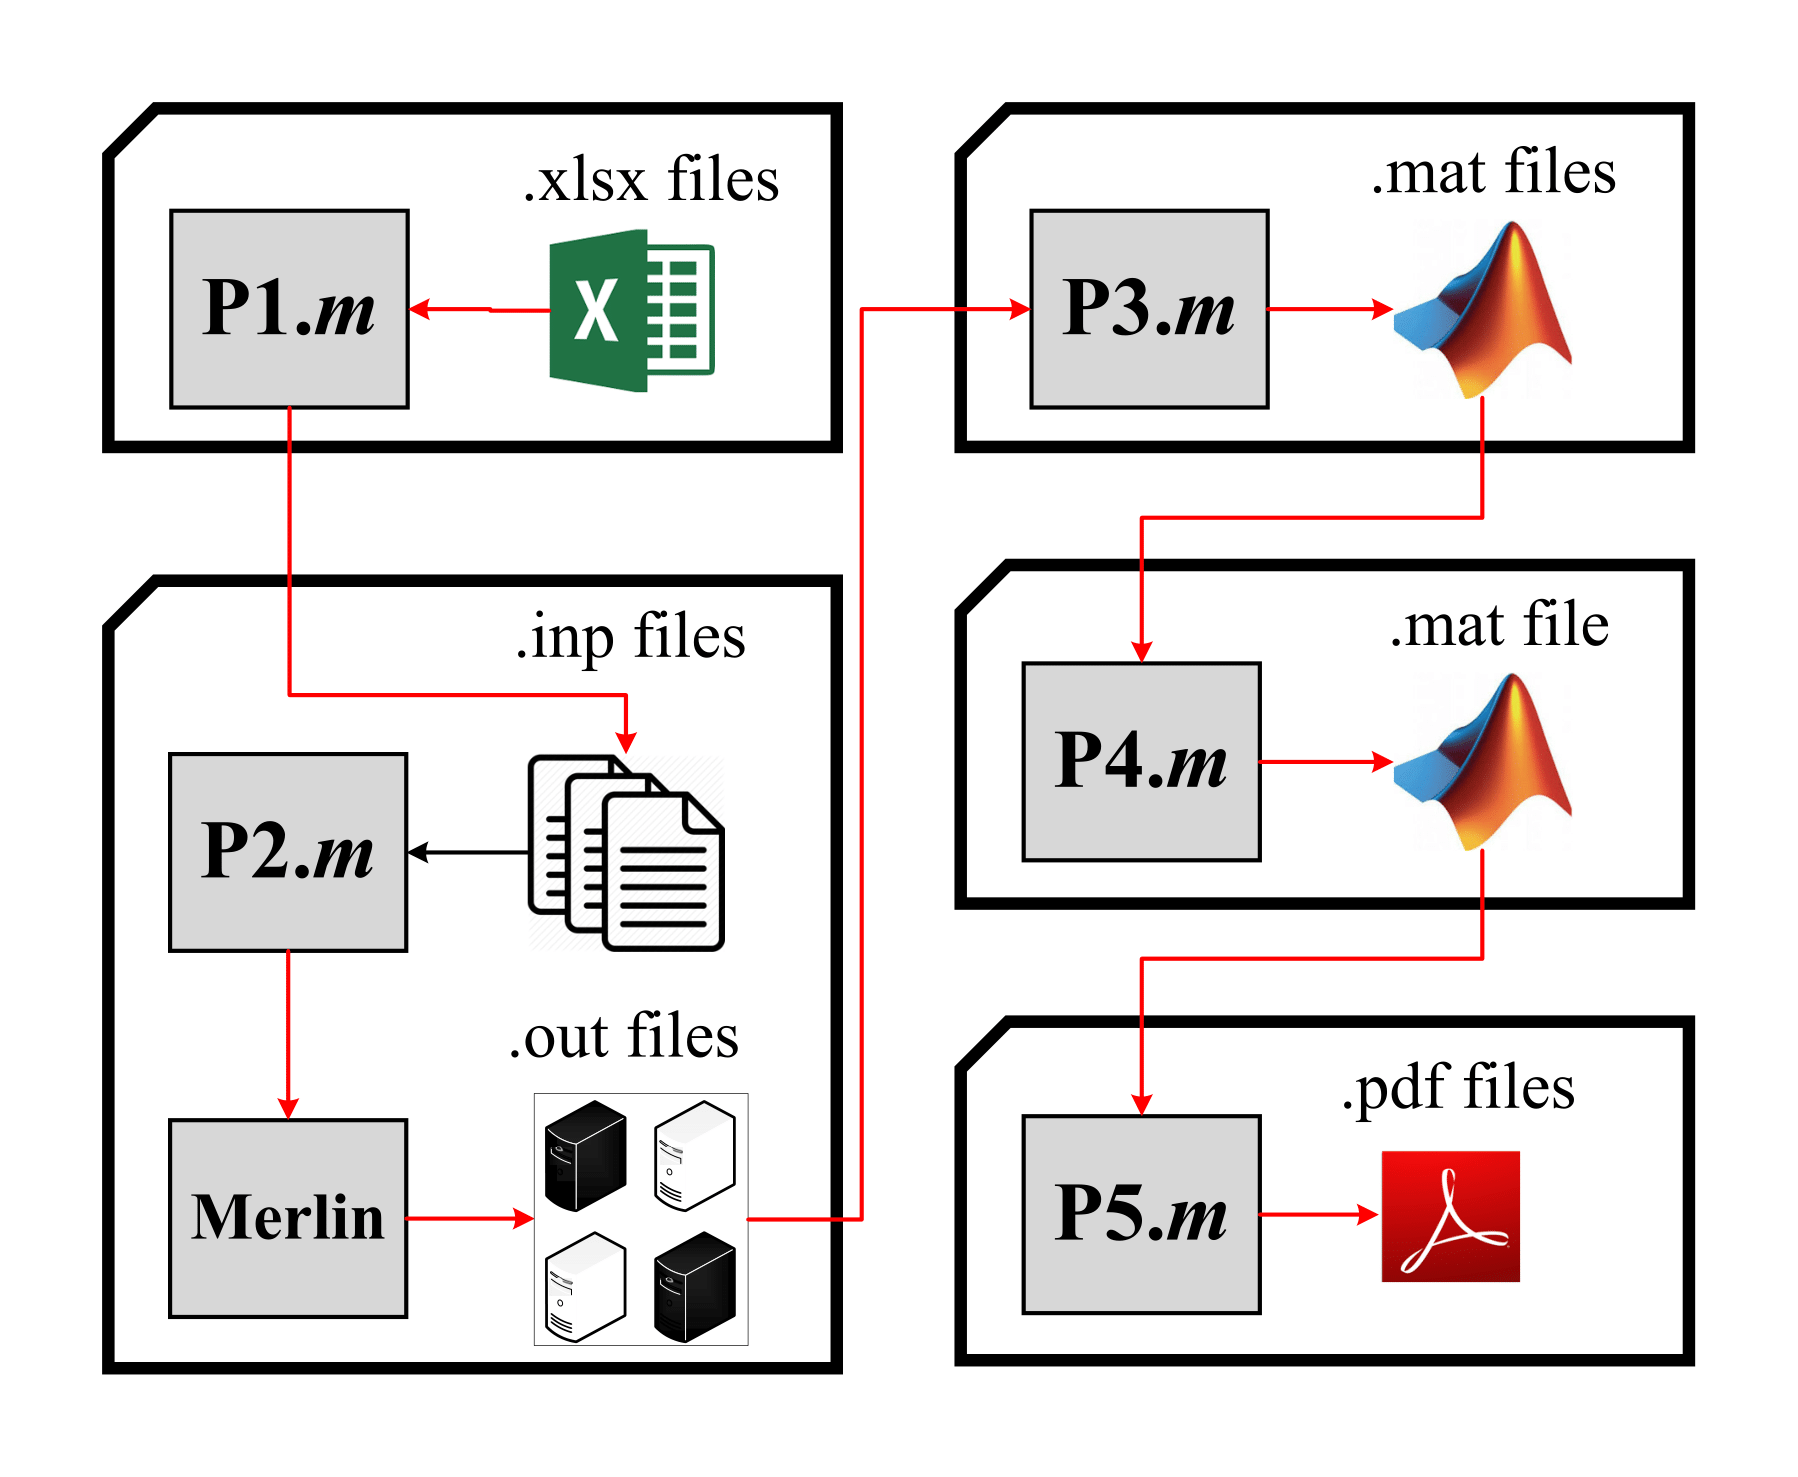 .xlsx files
P1.m
X
.inp files
P2.m
.out files
Merlin
.mat files
P3.m
.mat file
P4.m
.pdf files
P5.m